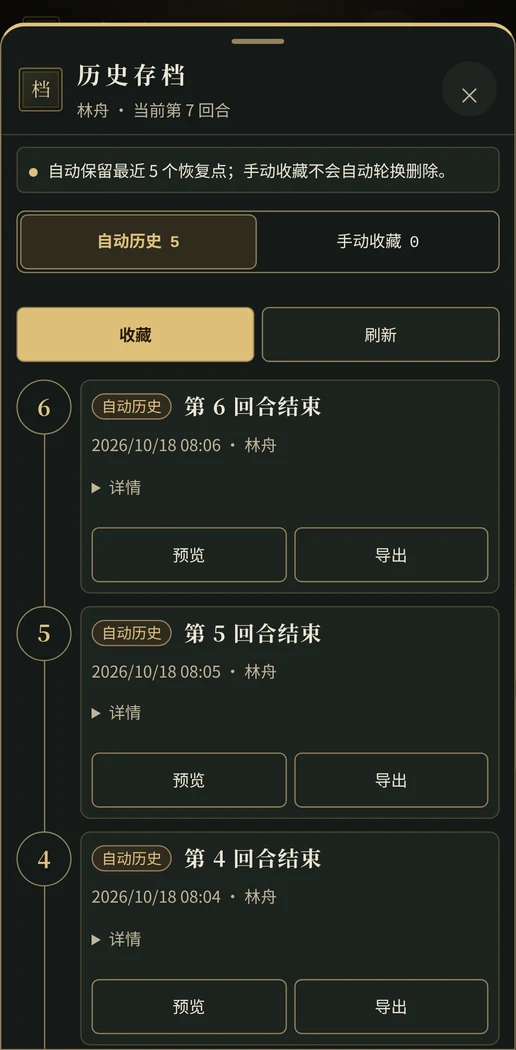 档
历史存档
林舟 · 当前第 7 回合
自动保留最近 5 个恢复点；手动收藏不会自动轮换删除。
自动历史 5
手动收藏 0
收藏
刷新
6
自动历史 第 6 回合结束
2026/10/18 08:06 · 林舟
▶ 详情
预览
导出
5
自动历史 第 5 回合结束
2026/10/18 08:05 · 林舟
▶ 详情
预览
导出
4
自动历史 第 4 回合结束
2026/10/18 08:04 · 林舟
▶ 详情
预览
导出